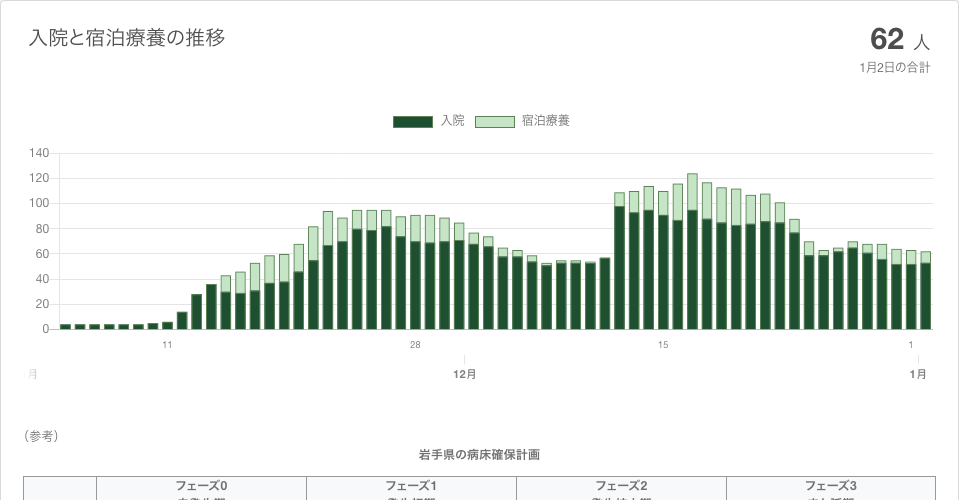 入院と宿泊療養の推移
62 人
1月2日の合計
入院 宿泊療養
140
120
100
80
60
40
20
0
11 28 15 1
月 12月 1月
（参考）
岩手県の病床確保計画
フェーズ0 フェーズ1 フェーズ2 フェーズ3